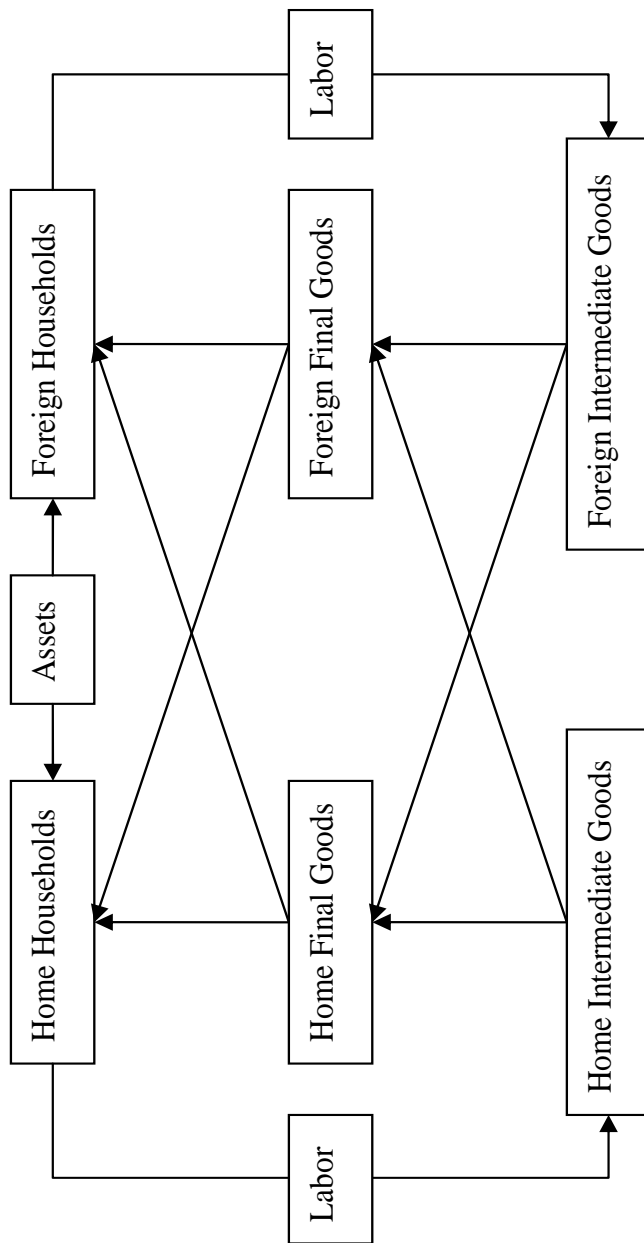 Home Households
Assets
Foreign Households
Labor
Home Final Goods
Foreign Final Goods
Labor
Home Intermediate Goods
Foreign Intermediate Goods